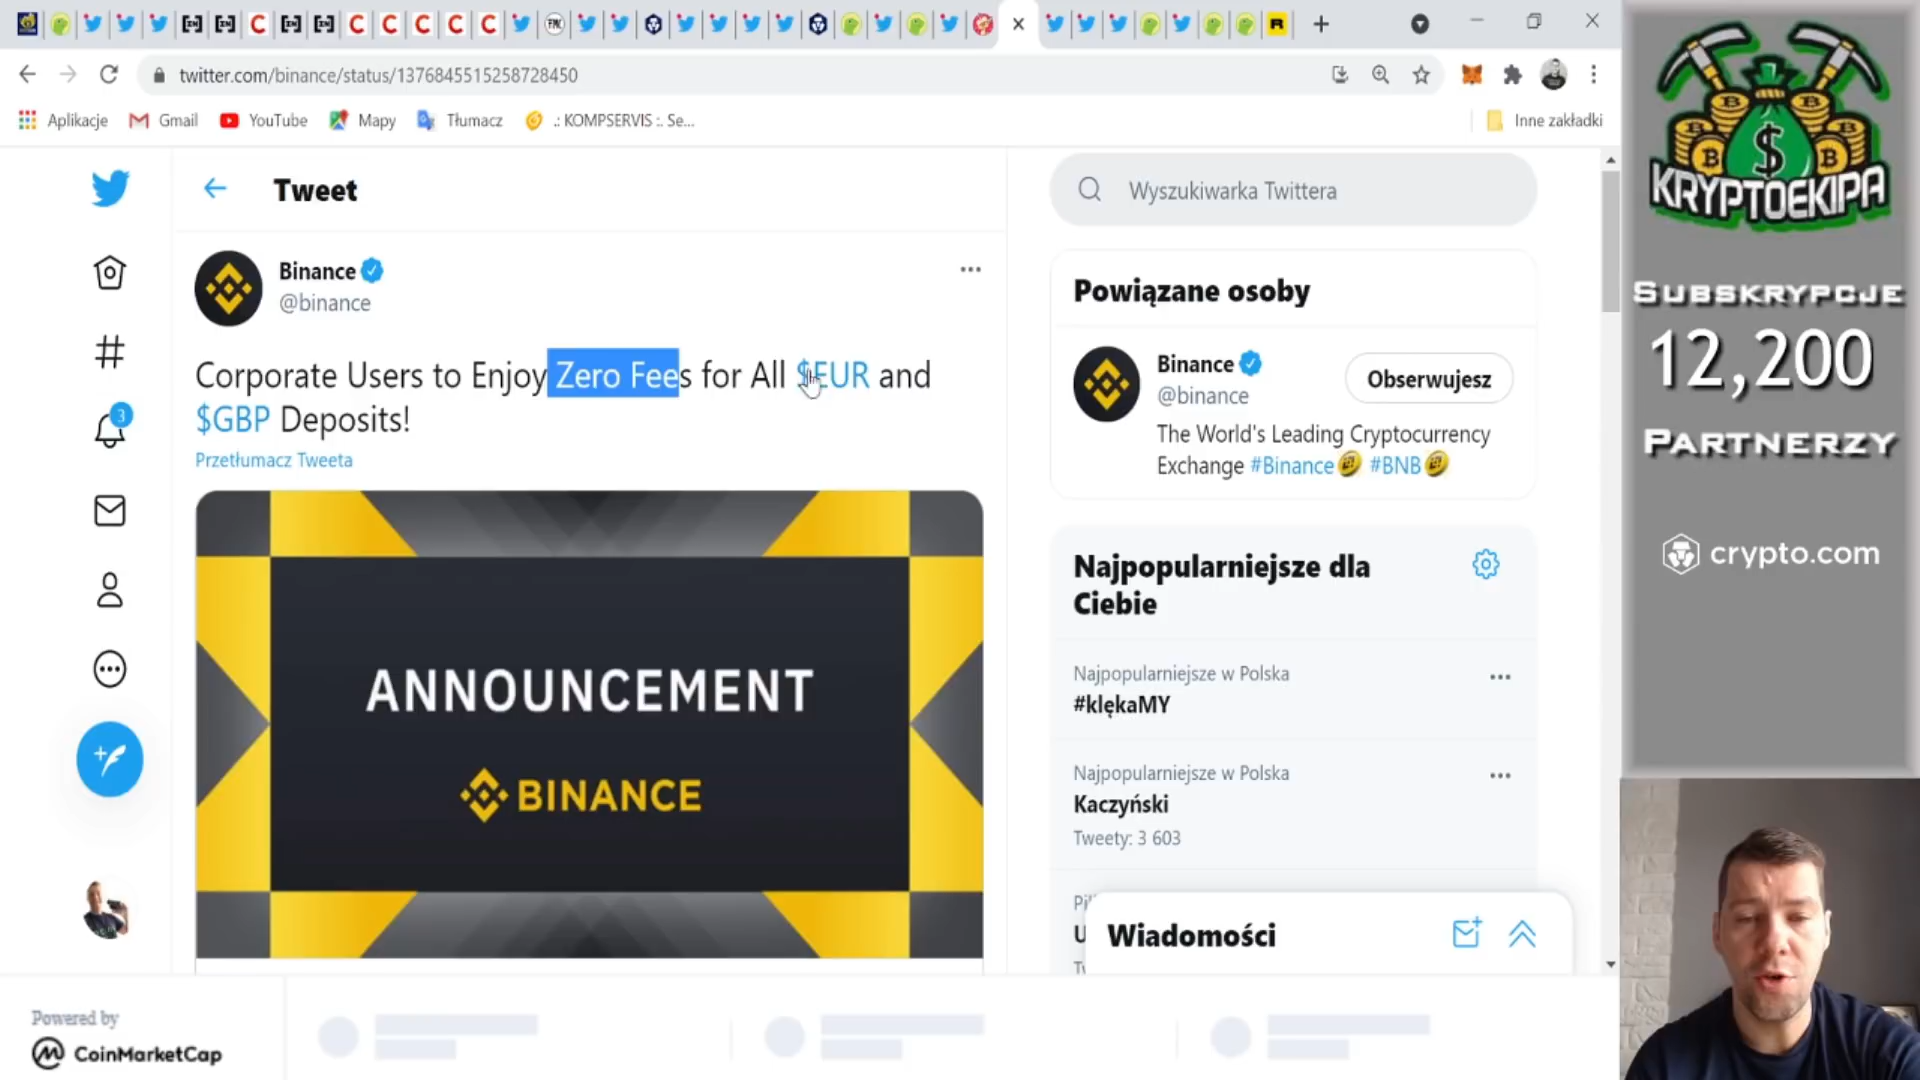 twitter.com/binance/status/1376845515258728450
Aplikacje
Gmail
YouTube
Mapy
Tłumacz
.: KOMPSERVIS :. Se...
Inne zakładki
Tweet
Binance
@binance
Corporate Users to Enjoy Zero Fees for All $EUR and
$GBP Deposits!
Przetłumacz Tweeta
ANNOUNCEMENT
BINANCE
3
Wyszukiwarka Twittera
Powiązane osoby
Binance
@binance
Obserwujesz
The World's Leading Cryptocurrency
Exchange #Binance #BNB
Najpopularniejsze dla
Ciebie
Najpopularniejsze w Polska
#klękaMY
Najpopularniejsze w Polska
Kaczyński
Tweety: 3 603
Wiadomości
Powered by
CoinMarketCap
KRYPTOEKIPA
SUBSKRYPCJE
12,200
PARTNERZY
crypto.com